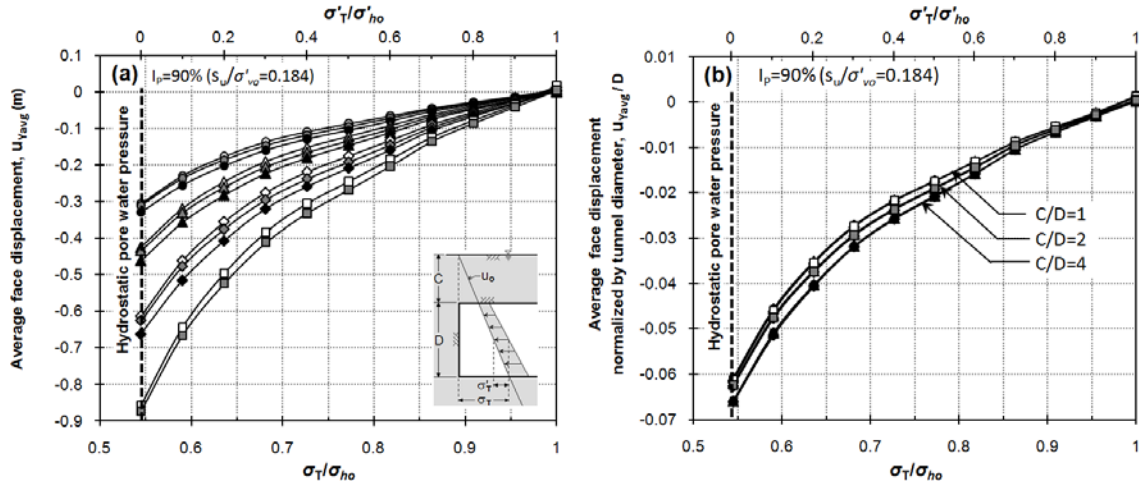 σ'T/σ'ho
0 0.2 0.4 0.6 0.8 1
0.1
0
-0.1
-0.2
-0.3
-0.4
-0.5
-0.6
-0.7
-0.8
-0.9
Average face displacement, uYavg (m)
(a)
IP=90% (su/σ'vo=0.184)
Hydrostatic pore water pressure
C
D
uo
σ'T
σT
0.5 0.6 0.7 0.8 0.9 1
σT/σho
σ'T/σ'ho
0 0.2 0.4 0.6 0.8 1
0.01
0.00
-0.01
-0.02
-0.03
-0.04
-0.05
-0.06
-0.07
Average face displacement
normalized by tunnel diameter, uYavg/D
(b)
IP=90% (su/σ'vo=0.184)
Hydrostatic pore water pressure
C/D=1
C/D=2
C/D=4
0.5 0.6 0.7 0.8 0.9 1
σT/σho